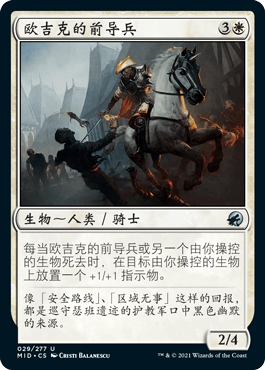 欧吉克的前导兵 3
生物～人类／骑士
每当欧吉克的前导兵或另一个由你操控
的生物死去时，在目标由你操控的生物
上放置一个+1/+1指示物。
像「安全路线」、「区域无事」这样的回报，
都是巡守瑟班遗迹的护教军口中黑色幽默
的来源。
2/4
029/277 U
MID • CS CRISTI BALANESCU
™ & © 2021 Wizards of the Coast